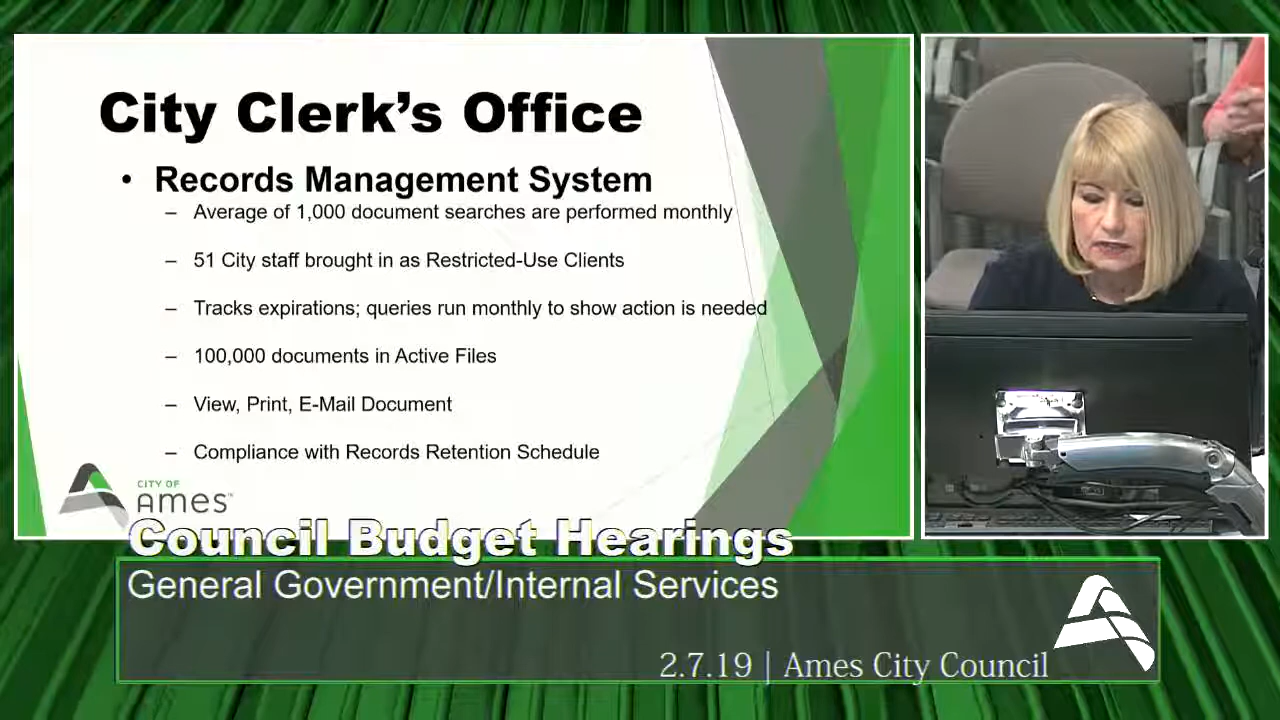 City Clerk's Office
• Records Management System
– Average of 1,000 document searches are performed monthly
– 51 City staff brought in as Restricted-Use Clients
– Tracks expirations; queries run monthly to show action is needed
– 100,000 documents in Active Files
– View, Print, E-Mail Document
– Compliance with Records Retention Schedule
CITY OF
AMES™
Council Budget Hearings
General Government/Internal Services
2.7.19 | Ames City Council